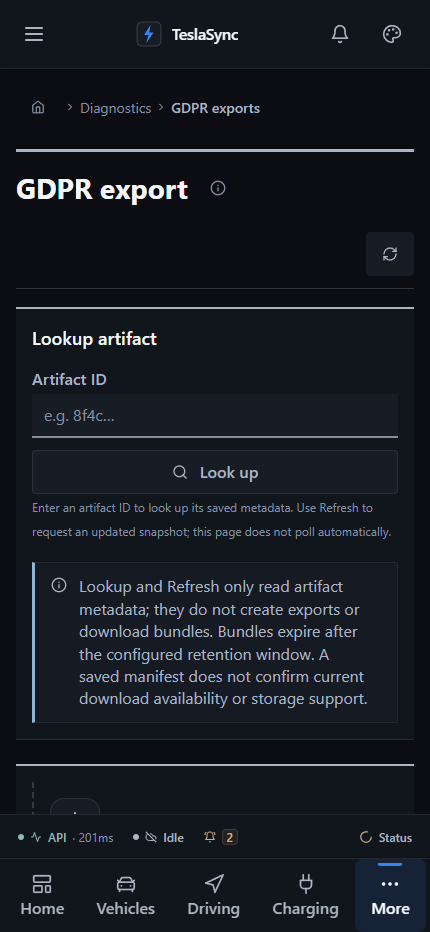 TeslaSync
Diagnostics > GDPR exports
GDPR export
Lookup artifact
Artifact ID
e.g. 8f4c...
Look up
Enter an artifact ID to look up its saved metadata. Use Refresh to
request an updated snapshot; this page does not poll automatically.
Lookup and Refresh only read artifact
metadata; they do not create exports or
download bundles. Bundles expire after
the configured retention window. A
saved manifest does not confirm current
download availability or storage support.
API · 201ms Idle 2 Status
Home Vehicles Driving Charging More